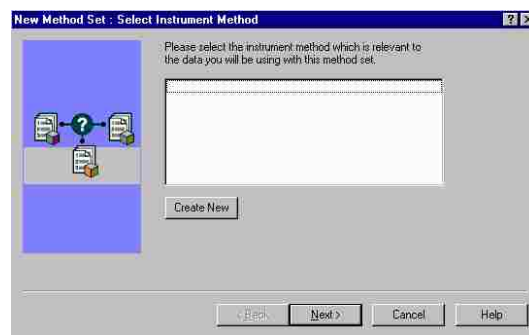 New Method Set : Select Instrument Method
Please select the instrument method which is relevant to
the data you will be using with this method set.
Create New
< Back Next > Cancel Help